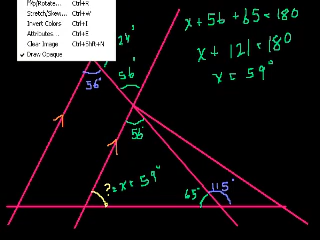 Flip/Rotate... Ctrl+R
Stretch/Skew... Ctrl+W
Invert Colors Ctrl+I
Attributes... Ctrl+E
Clear Image Ctrl+Shft+N
✓ Draw Opaque
x + 56 + 65 = 180
x + 121 = 180
x = 59°
24°
56°
56°
56°
? = x = 59°
65°
115°